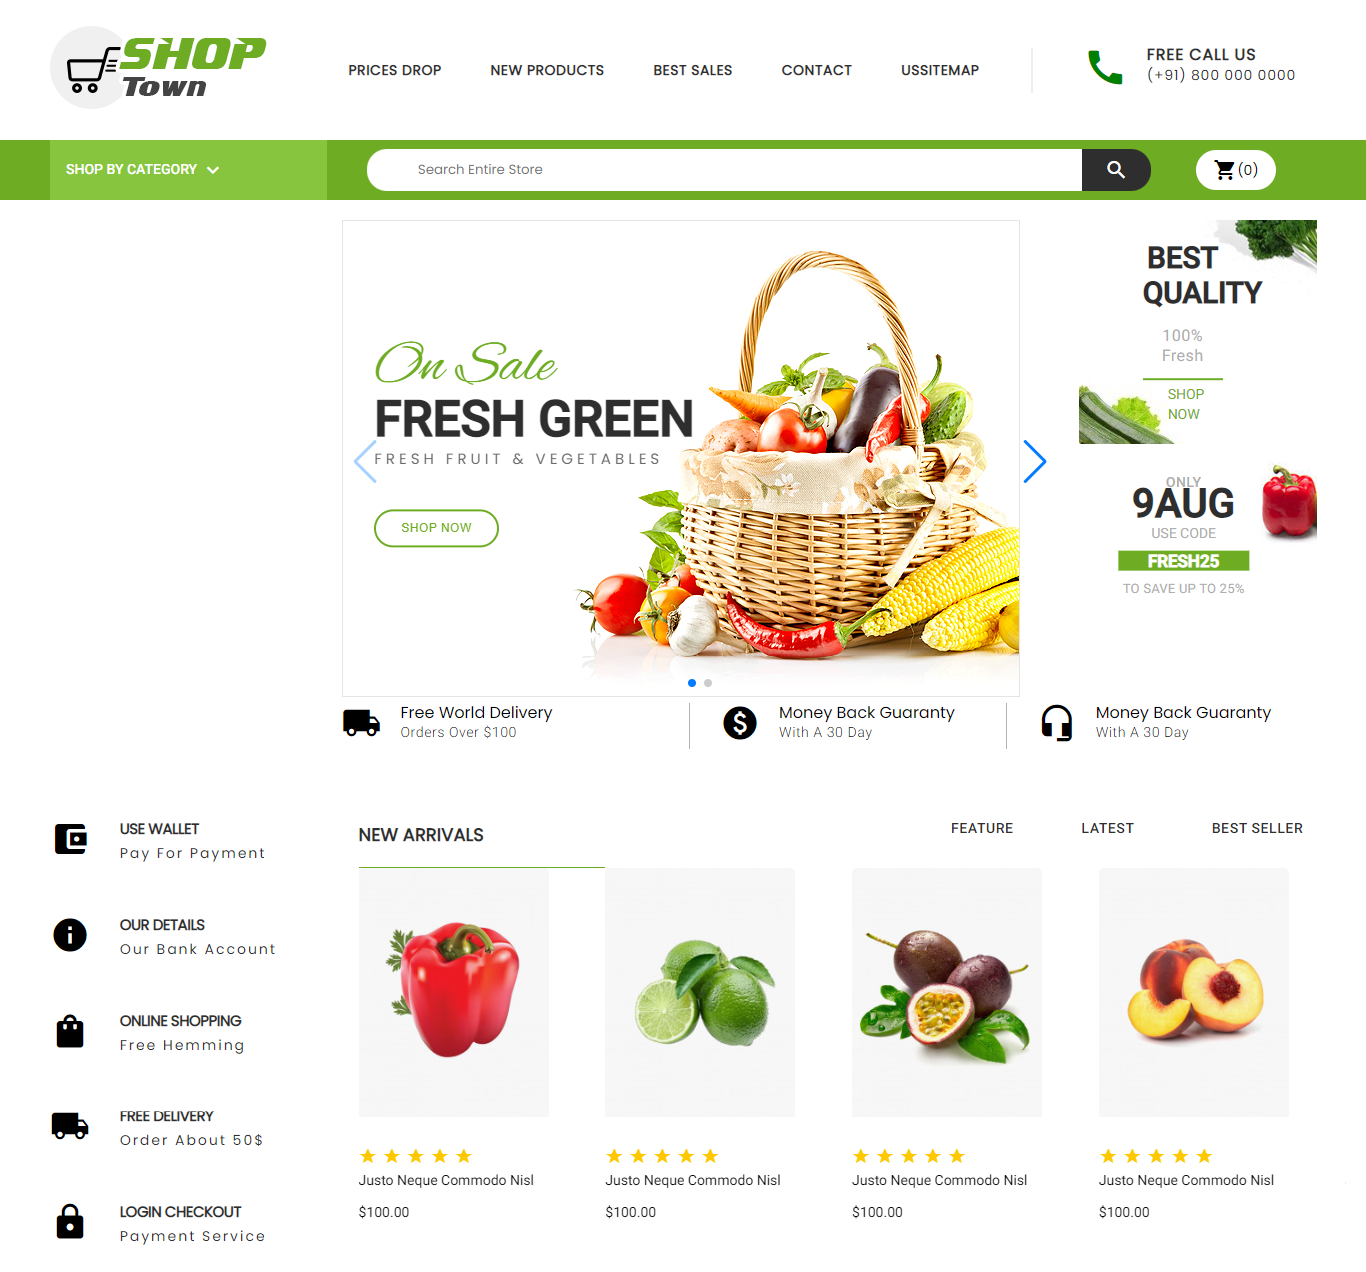 SHOP
Town
PRICES DROP
NEW PRODUCTS
BEST SALES
CONTACT
USSITEMAP
FREE CALL US
(+91) 800 000 0000
SHOP BY CATEGORY
Search Entire Store
(0)
On Sale
FRESH GREEN
FRESH FRUIT & VEGETABLES
SHOP NOW
BEST
QUALITY
100%
Fresh
SHOP
NOW
ONLY
9AUG
USE CODE
FRESH25
TO SAVE UP TO 25%
Free World Delivery
Orders Over $100
Money Back Guaranty
With A 30 Day
Money Back Guaranty
With A 30 Day
USE WALLET
Pay For Payment
OUR DETAILS
Our Bank Account
ONLINE SHOPPING
Free Hemming
FREE DELIVERY
Order About 50$
LOGIN CHECKOUT
Payment Service
NEW ARRIVALS
FEATURE
LATEST
BEST SELLER
Justo Neque Commodo Nisl
$100.00
Justo Neque Commodo Nisl
$100.00
Justo Neque Commodo Nisl
$100.00
Justo Neque Commodo Nisl
$100.00